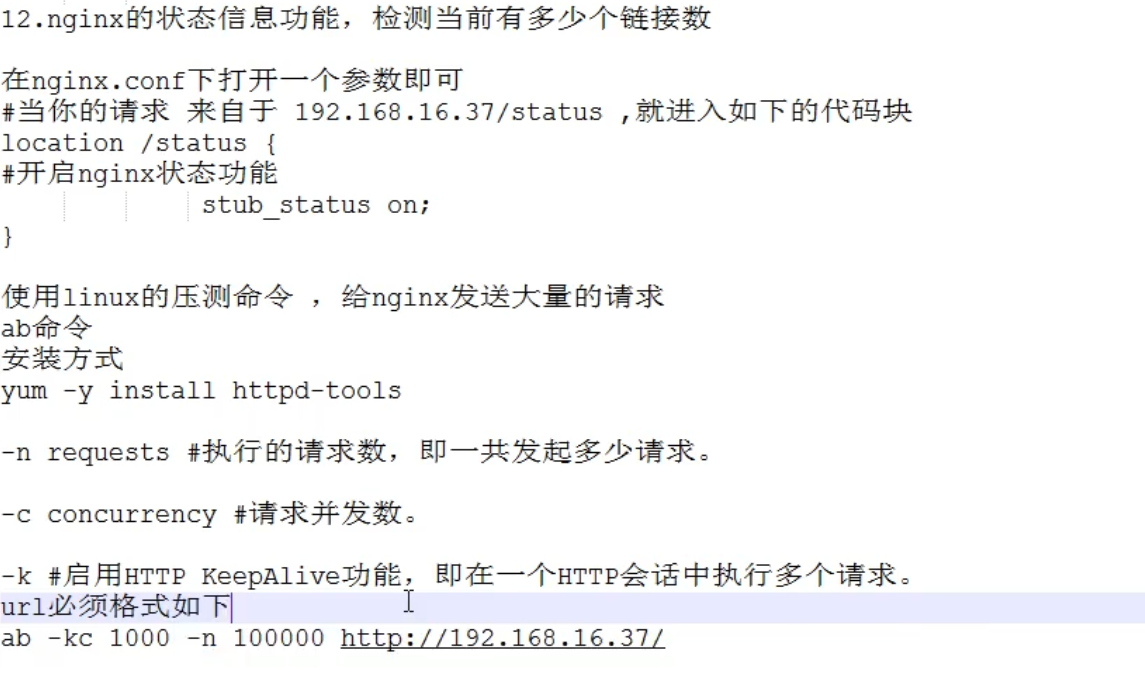 12.nginx的状态信息功能，检测当前有多少个链接数
在nginx.conf下打开一个参数即可
#当你的请求 来自于 192.168.16.37/status ,就进入如下的代码块
location /status {
#开启nginx状态功能
stub_status on;
}
使用linux的压测命令 ，给nginx发送大量的请求
ab命令
安装方式
yum -y install httpd-tools
-n requests #执行的请求数，即一共发起多少请求。
-c concurrency #请求并发数。
-k #启用HTTP KeepAlive功能，即在一个HTTP会话中执行多个请求。
url必须格式如下
ab -kc 1000 -n 100000 http://192.168.16.37/